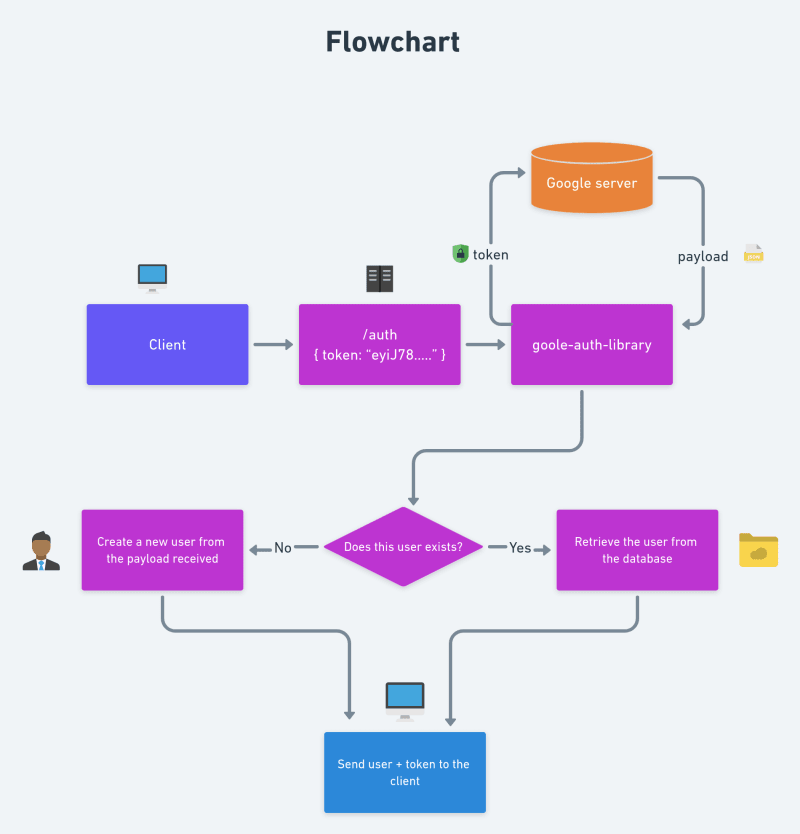 Flowchart
Google server
token
payload
Client
/auth
{ token: “eyiJ78.....” }
goole-auth-library
Create a new user from
the payload received
No
Does this user exists?
Yes
Retrieve the user from
the database
Send user + token to the
client